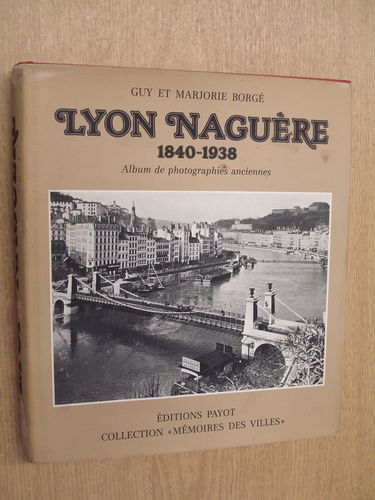 GUY ET MARJORIE BORGÉ
LYON NAGUÈRE
1840-1938
Album de photographies anciennes
ÉDITIONS PAYOT
COLLECTION «MÉMOIRES DES VILLES»